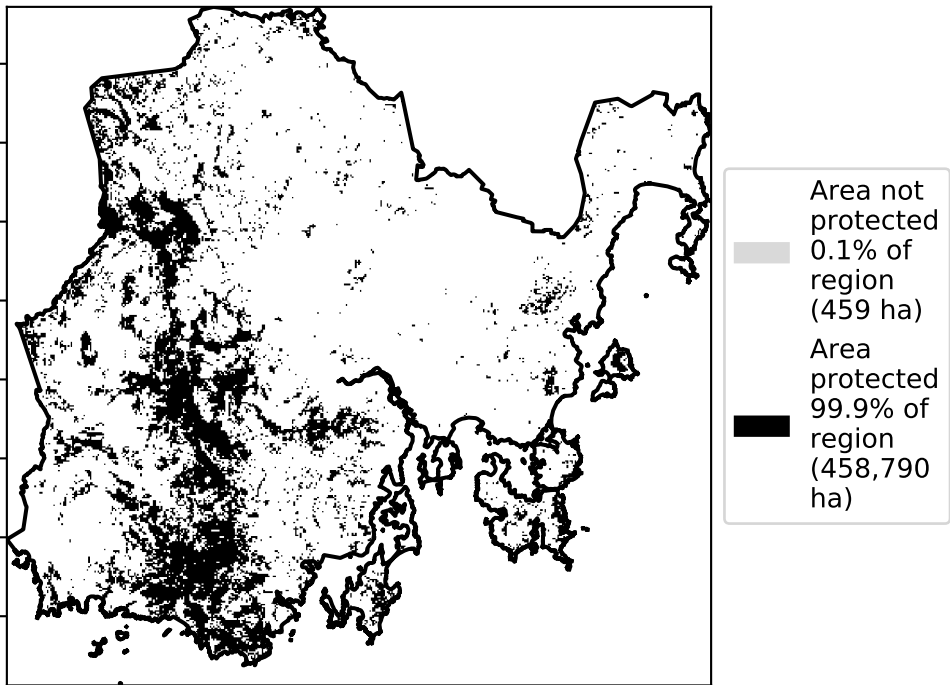 Area not
protected
0.1% of
region
(459 ha)
Area
protected
99.9% of
region
(458,790
ha)